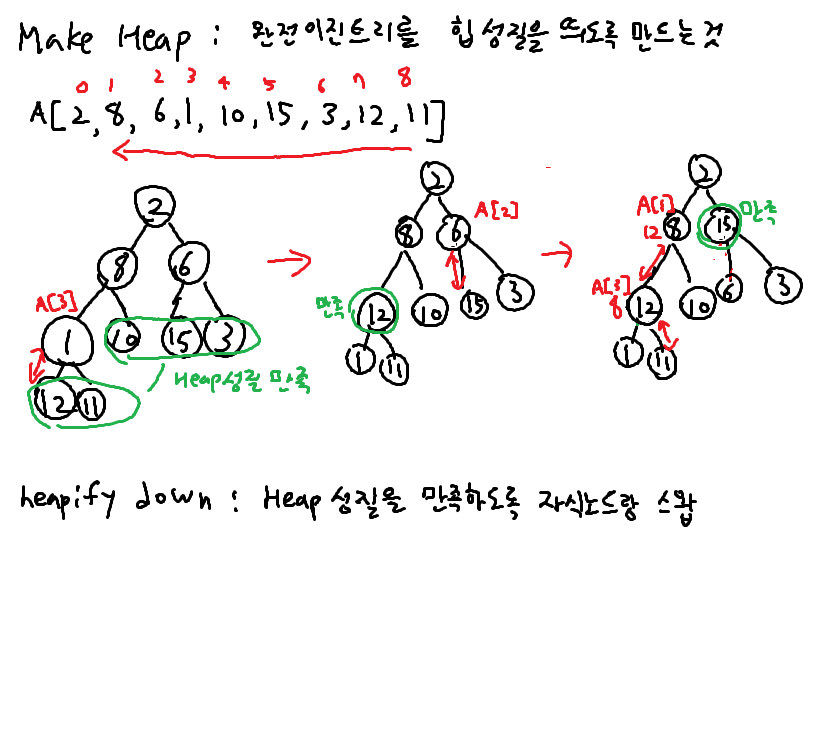 Make Heap : 완전이진트리를 힙 성질을 띄도록 만드는것
0 1 2 3 4 5 6 7 8
A[2, 8, 6, 1, 10, 15, 3, 12, 11]
2
8 6
A[3]
1 10 15 3
12 11
Heap성질 만족
2
A[2]
8 6
만족 12 10 15 3
1 11
2
A[1] 만족
12 8 15
A[3]
8 12 10 6 3
1 11
heapify down : Heap 성질을 만족하도록 자식노드랑 스왑